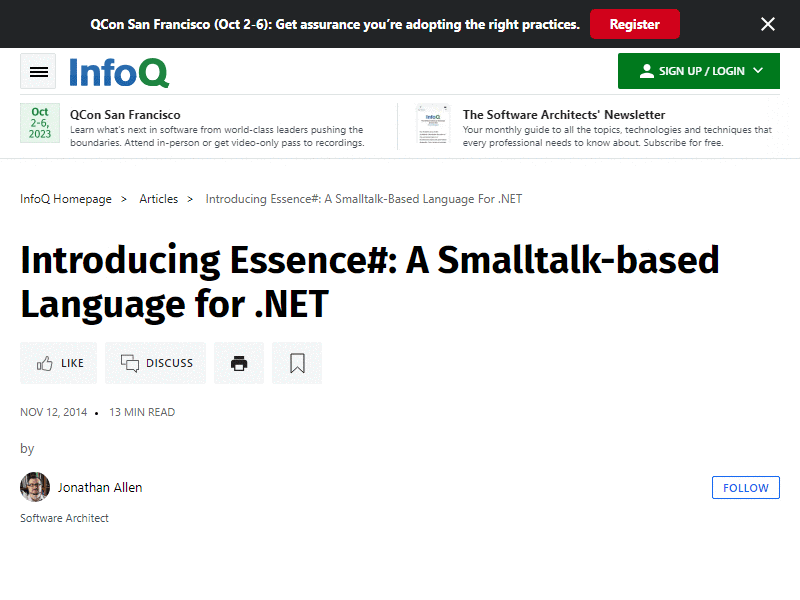 QCon San Francisco (Oct 2-6): Get assurance you’re adopting the right practices.
Register
InfoQ
SIGN UP / LOGIN
Oct
2-6,
2023
QCon San Francisco
Learn what's next in software from world-class leaders pushing the
boundaries. Attend in-person or get video-only pass to recordings.
The Software Architects' Newsletter
Your monthly guide to all the topics, technologies and techniques that
every professional needs to know about. Subscribe for free.
InfoQ Homepage > Articles > Introducing Essence#: A Smalltalk-Based Language For .NET
Introducing Essence#: A Smalltalk-based
Language for .NET
LIKE
DISCUSS
NOV 12, 2014 • 13 MIN READ
by
Jonathan Allen
FOLLOW
Software Architect